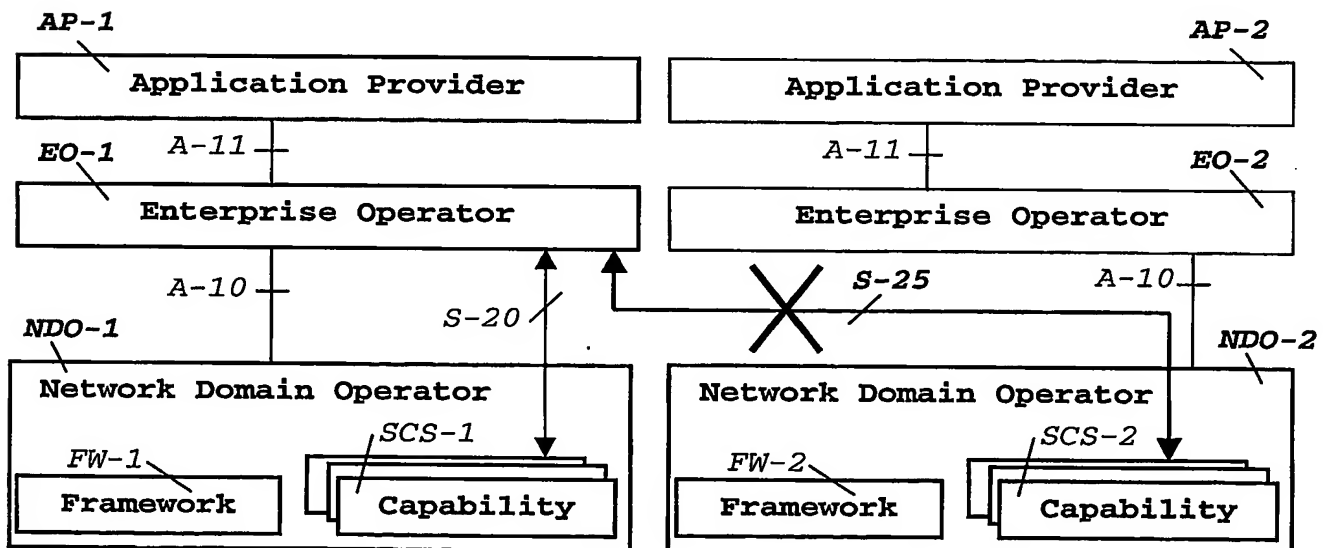 AP-1
AP-2
Application Provider
Application Provider
A-11
A-11
EO-1
EO-2
Enterprise Operator
Enterprise Operator
A-10
S-20
S-25
A-10
NDO-1
NDO-2
Network Domain Operator
Network Domain Operator
SCS-1
SCS-2
FW-1
FW-2
Framework
Capability
Framework
Capability